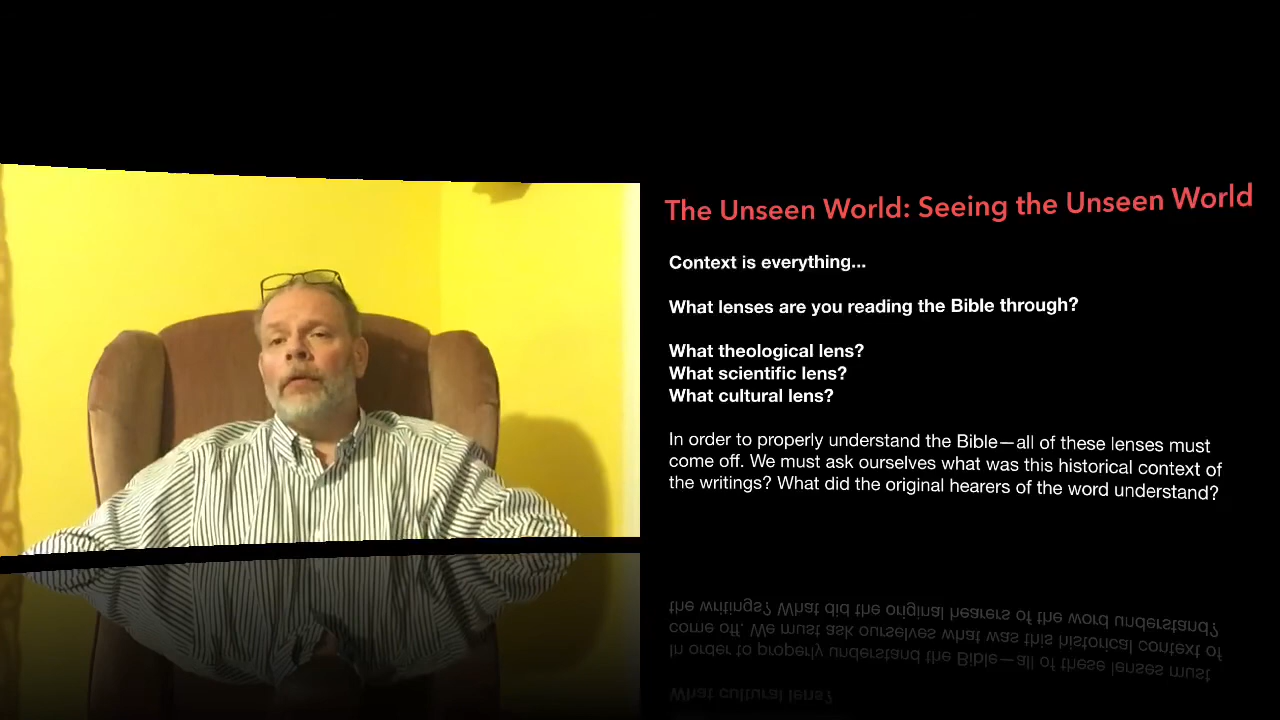 The Unseen World: Seeing the Unseen World
Context is everything...
What lenses are you reading the Bible through?
What theological lens?
What scientific lens?
What cultural lens?
In order to properly understand the Bible—all of these lenses must
come off. We must ask ourselves what was this historical context of
the writings? What did the original hearers of the word understand?